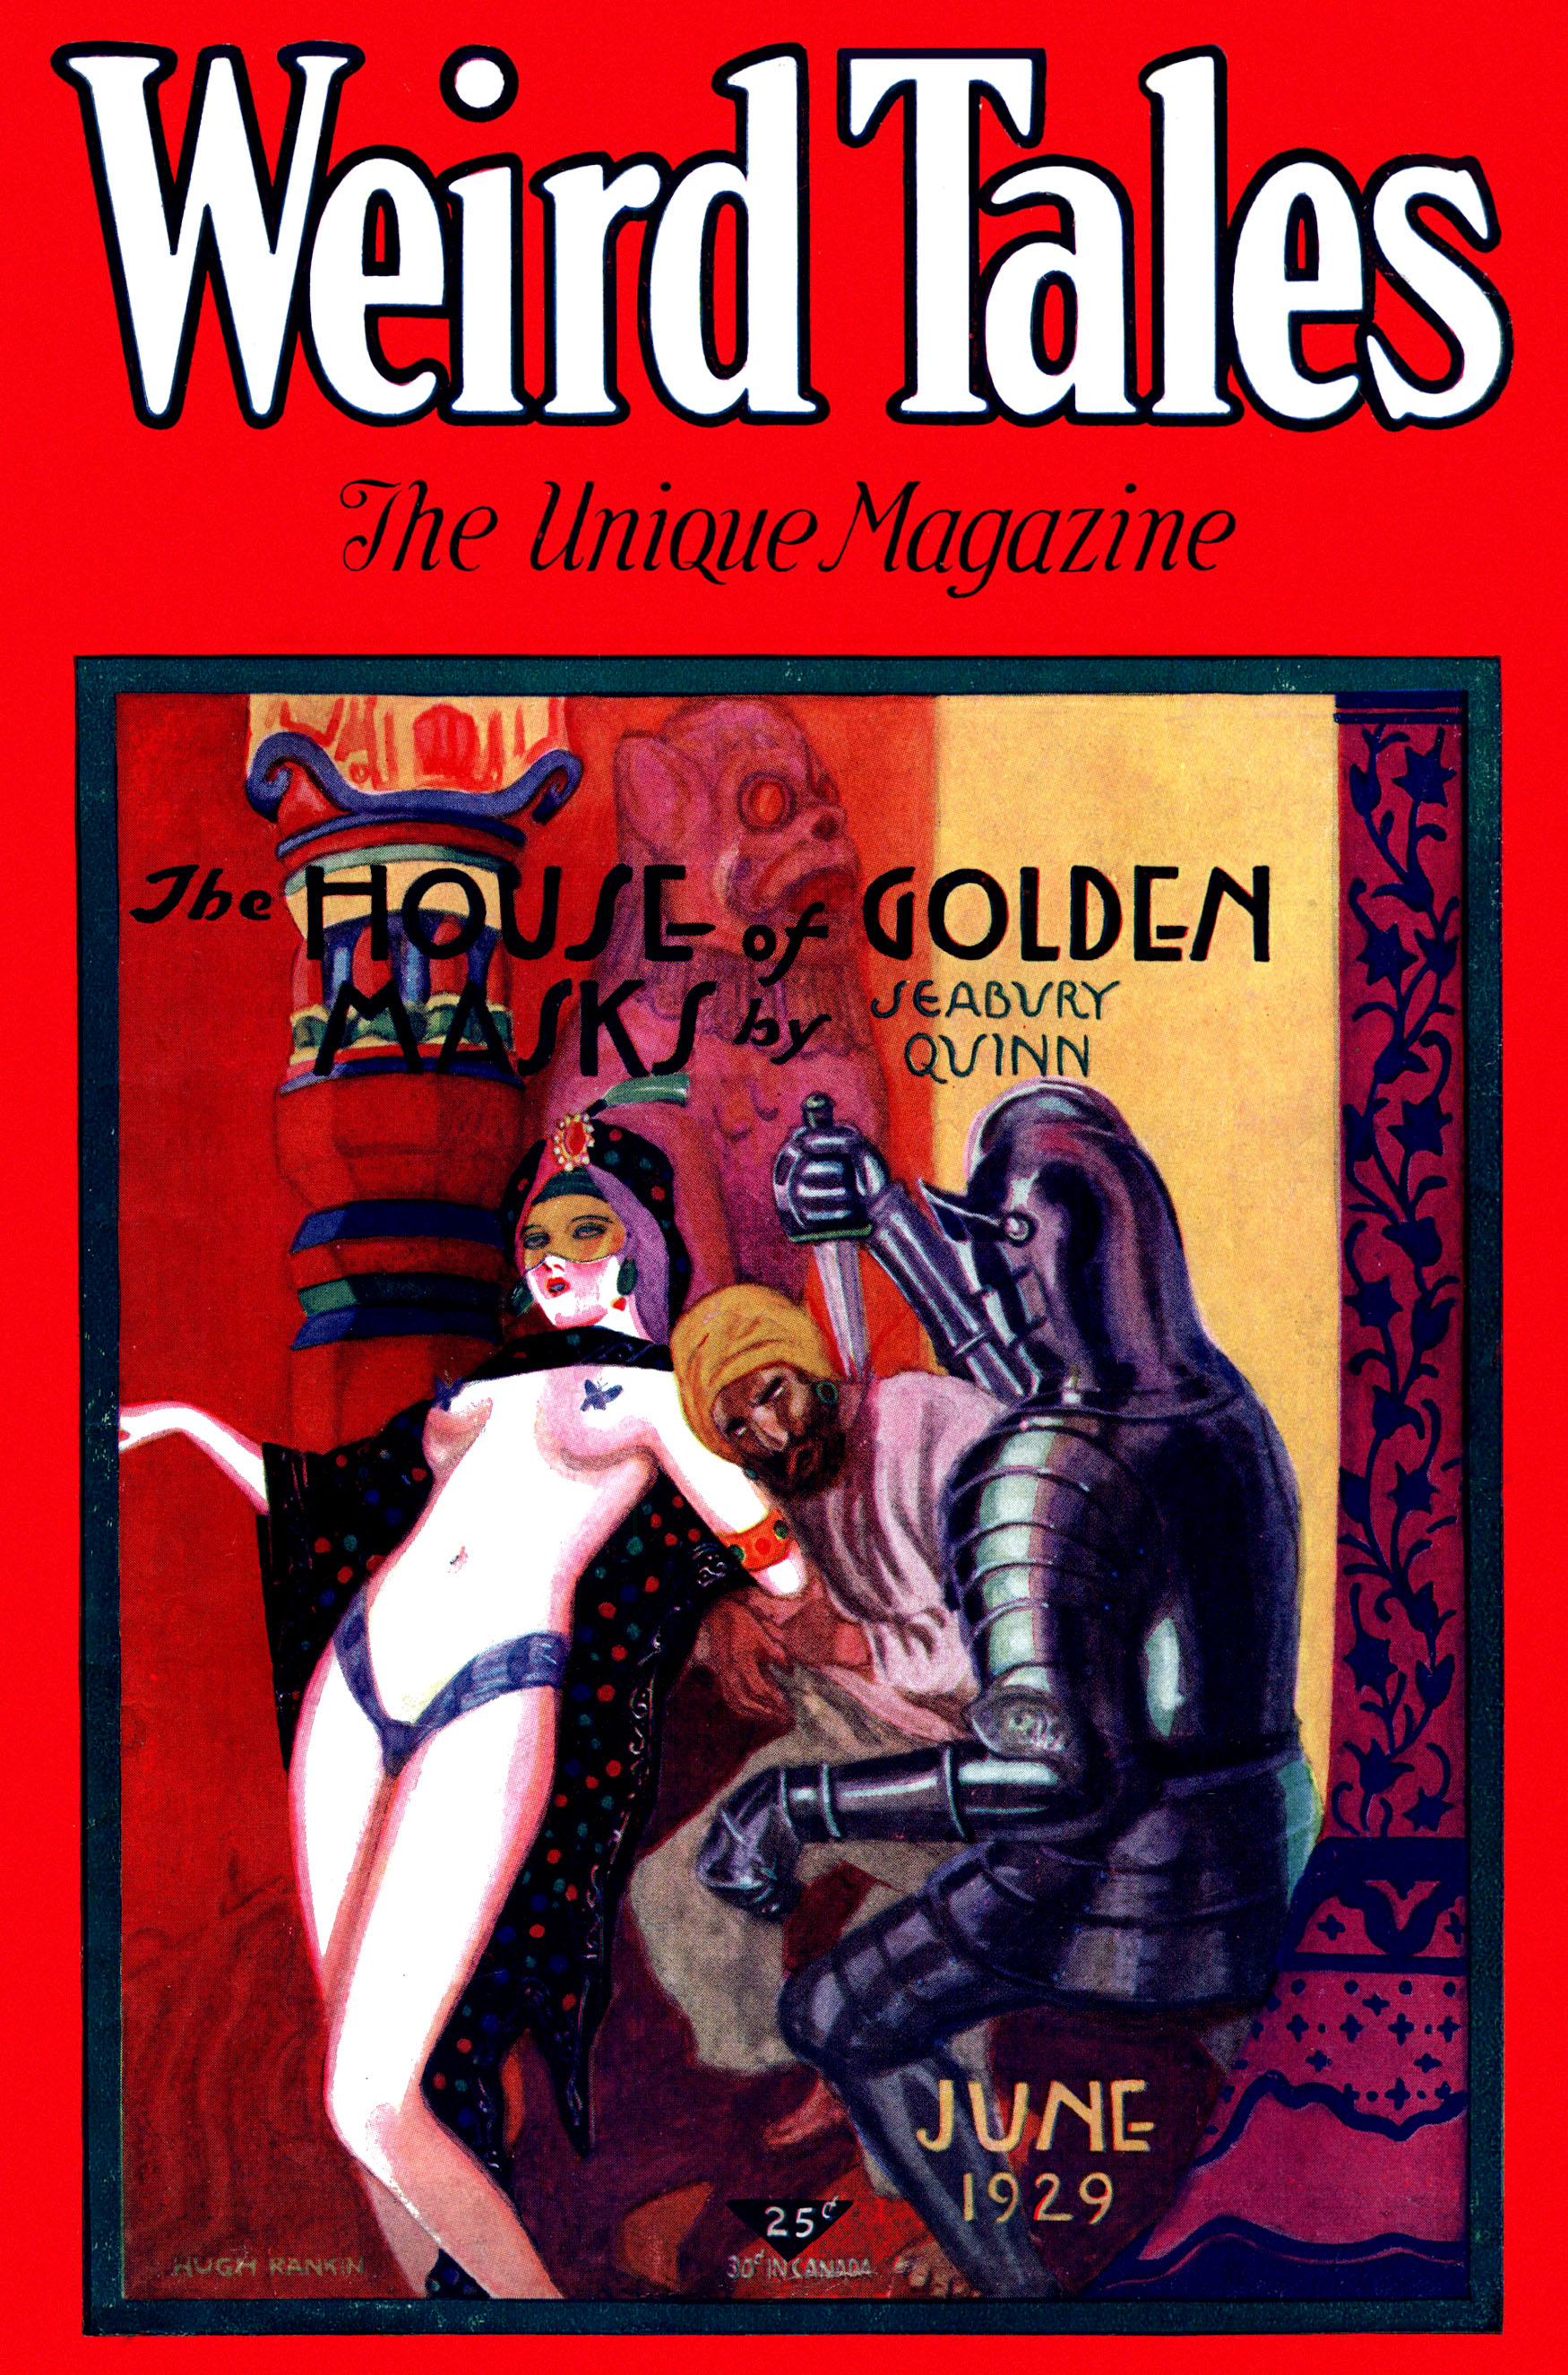 Weird Tales
The Unique Magazine
The HOUSE of GOLDEN
MASKS by SEABURY
QUINN
JUNE
1929
25¢
30¢ IN CANADA
HUGH RANKIN